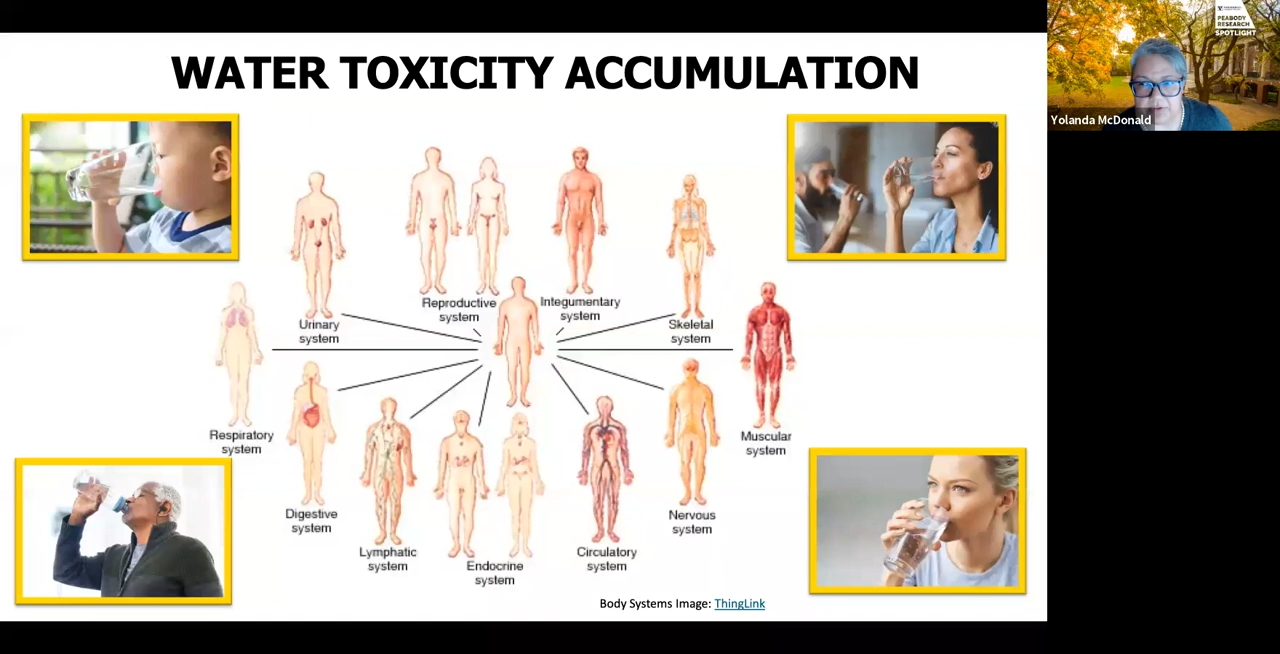 WATER TOXICITY ACCUMULATION
PEABODY
RESEARCH
SPOTLIGHT
Yolanda McDonald
Reproductive
system
Integumentary
system
Urinary
system
Skeletal
system
Respiratory
system
Muscular
system
Digestive
system
Nervous
system
Lymphatic
system
Endocrine
system
Circulatory
system
Body Systems Image: ThingLink